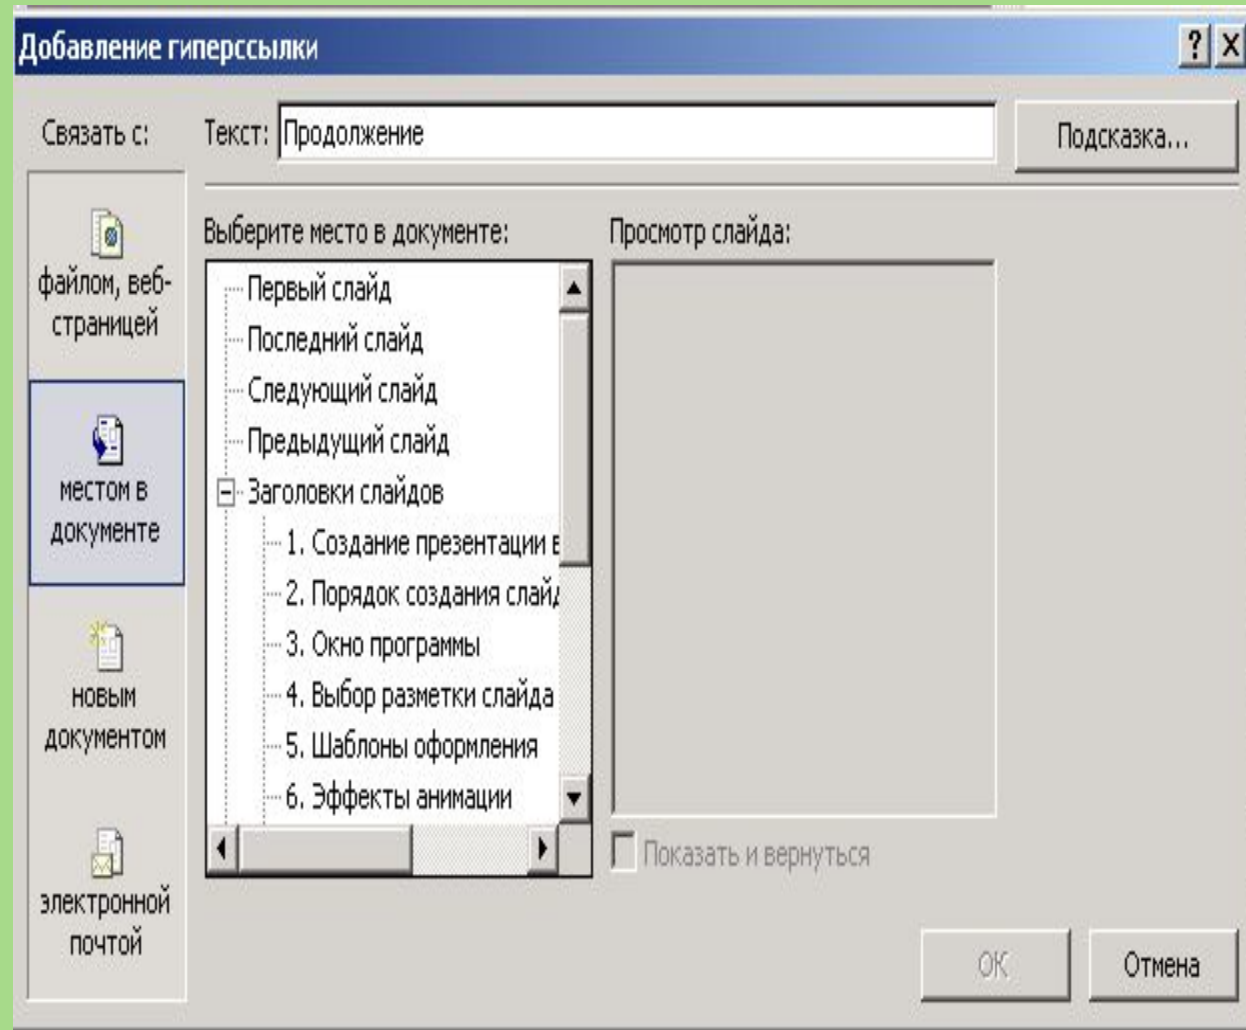 Добавление гиперссылки
Связать с:
Текст: Продолжение
Подсказка...
файлом, веб-
страницей
местом в
документе
новым
документом
электронной
почтой
Выберите место в документе:
Первый слайд
Последний слайд
Следующий слайд
Предыдущий слайд
Заголовки слайдов
1. Создание презентации
2. Порядок создания
3. Окно программы
4. Выбор разметки слайда
5. Шаблоны оформления
6. Эффекты анимации
Просмотр слайда:
Показать и вернуться
ОК
Отмена